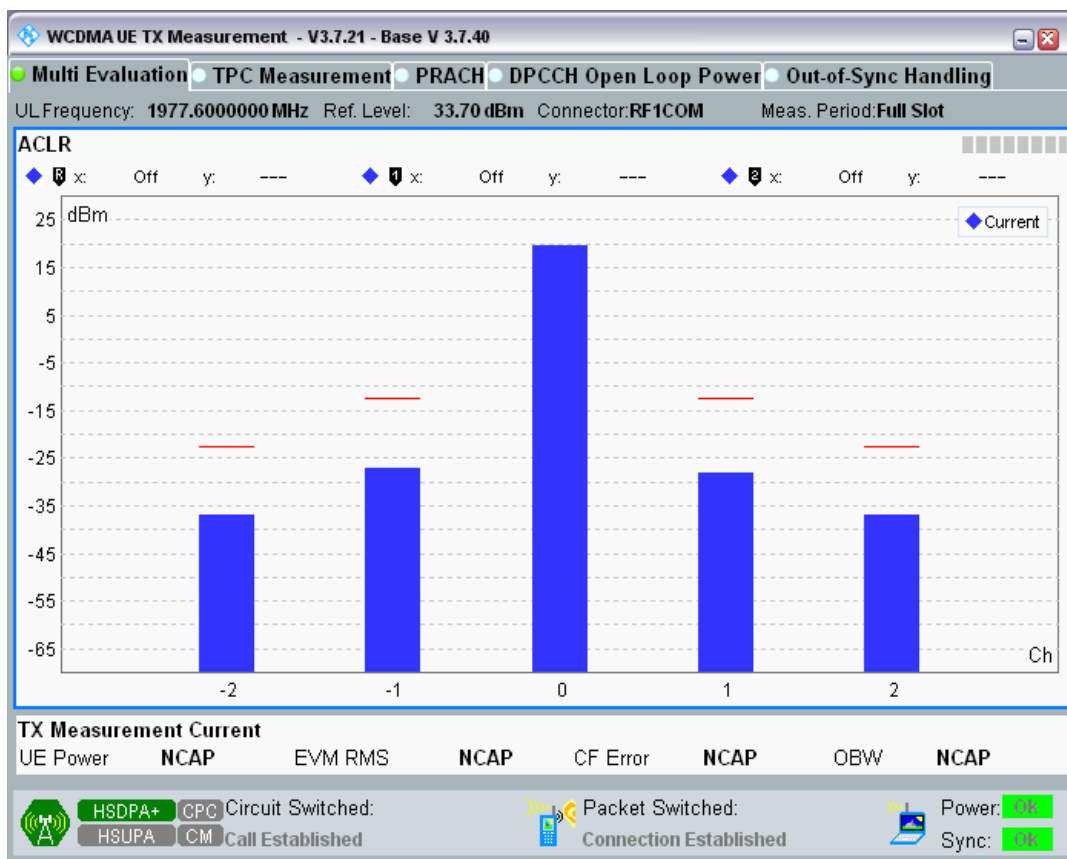 WCDMA UE TX Measurement - V3.7.21 - Base V 3.7.40
Multi Evaluation TPC Measurement PRACH DPCCH Open Loop Power Out-of-Sync Handling
UL Frequency: 1977.6000000 MHz Ref. Level: 33.70 dBm Connector:RF1COM Meas. Period:Full Slot
ACLR
R x: Off y: --- 1 x: Off y: --- 2 x: Off y: ---
dBm
Current
25
15
5
-5
-15
-25
-35
-45
-55
-65
Ch
-2 -1 0 1 2
TX Measurement Current
UE Power NCAP EVM RMS NCAP CF Error NCAP OBW NCAP
HSDPA+ CPC Circuit Switched: Packet Switched: Power: Ok
HSUPA CM Call Established Connection Established Sync: Ok